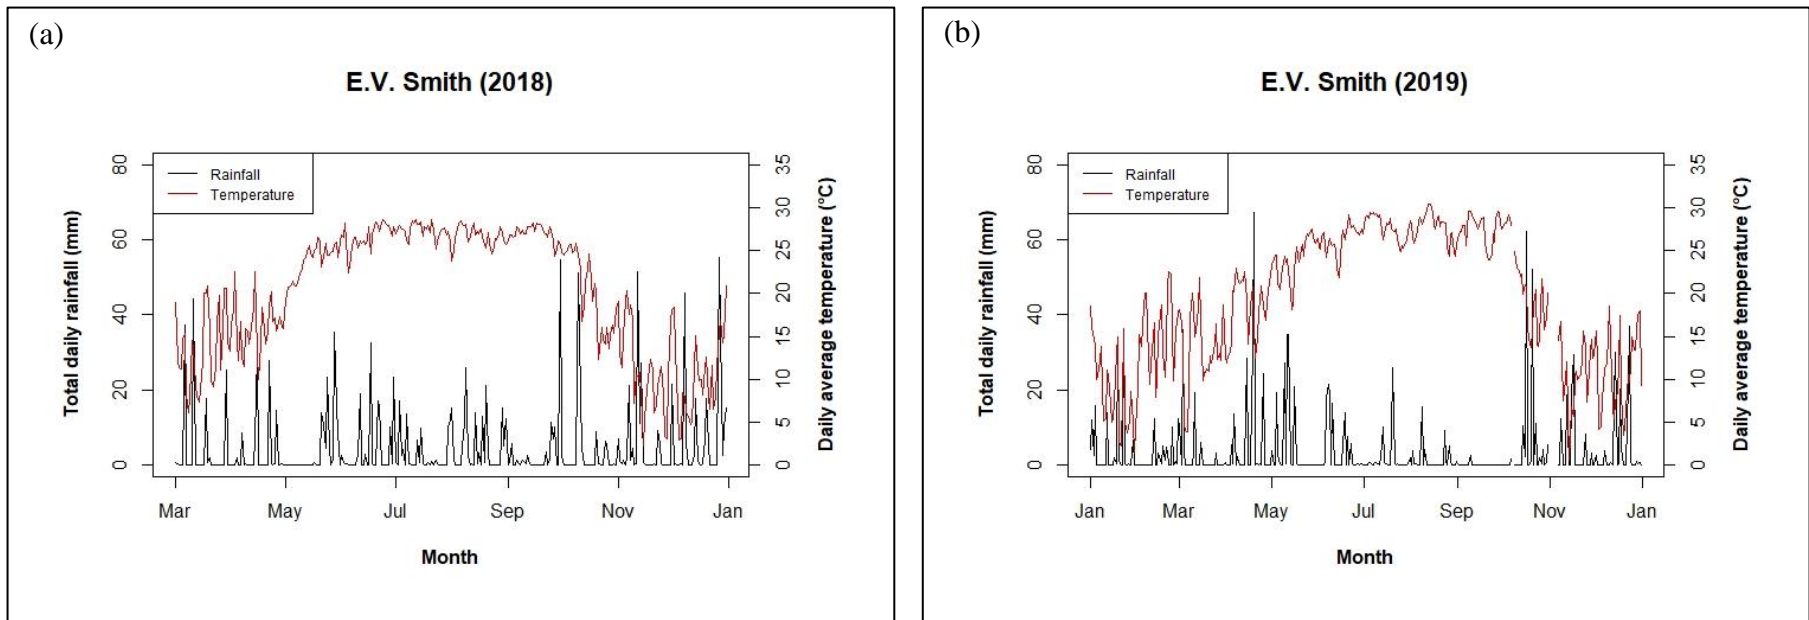 (a)
E.V. Smith (2018)
Rainfall
Temperature
Total daily rainfall (mm)
0
20
40
60
80
Daily average temperature (°C)
0
5
10
15
20
25
30
35
Mar
May
Jul
Sep
Nov
Jan
Month
(b)
E.V. Smith (2019)
Rainfall
Temperature
Total daily rainfall (mm)
0
20
40
60
80
Daily average temperature (°C)
0
5
10
15
20
25
30
35
Jan
Mar
May
Jul
Sep
Nov
Jan
Month